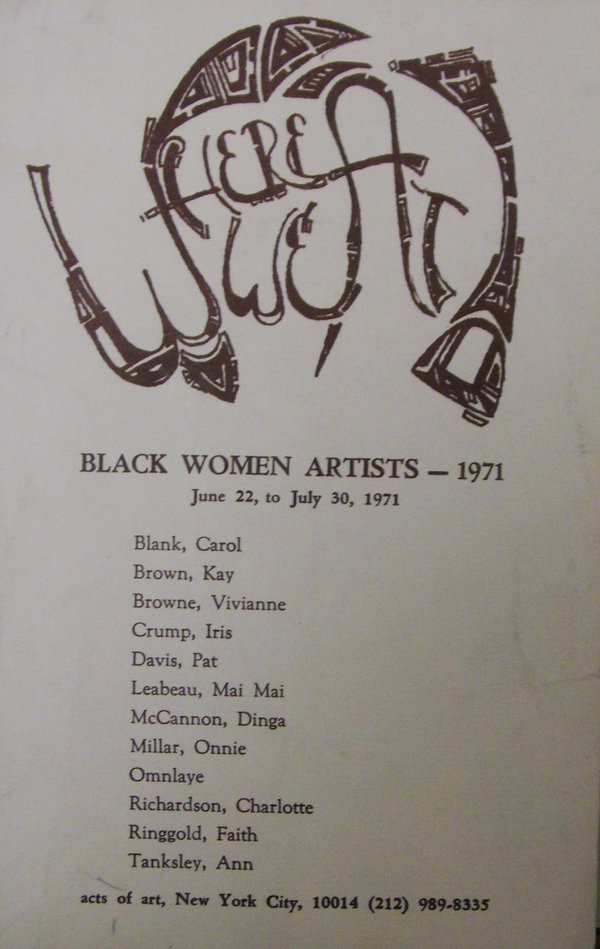 WHERE WE AT
BLACK WOMEN ARTISTS — 1971
June 22, to July 30, 1971
Blank, Carol
Brown, Kay
Browne, Vivianne
Crump, Iris
Davis, Pat
Leabeau, Mai Mai
McCannon, Dinga
Millar, Onnie
Omnlaye
Richardson, Charlotte
Ringgold, Faith
Tanksley, Ann
acts of art, New York City, 10014 (212) 989-8335